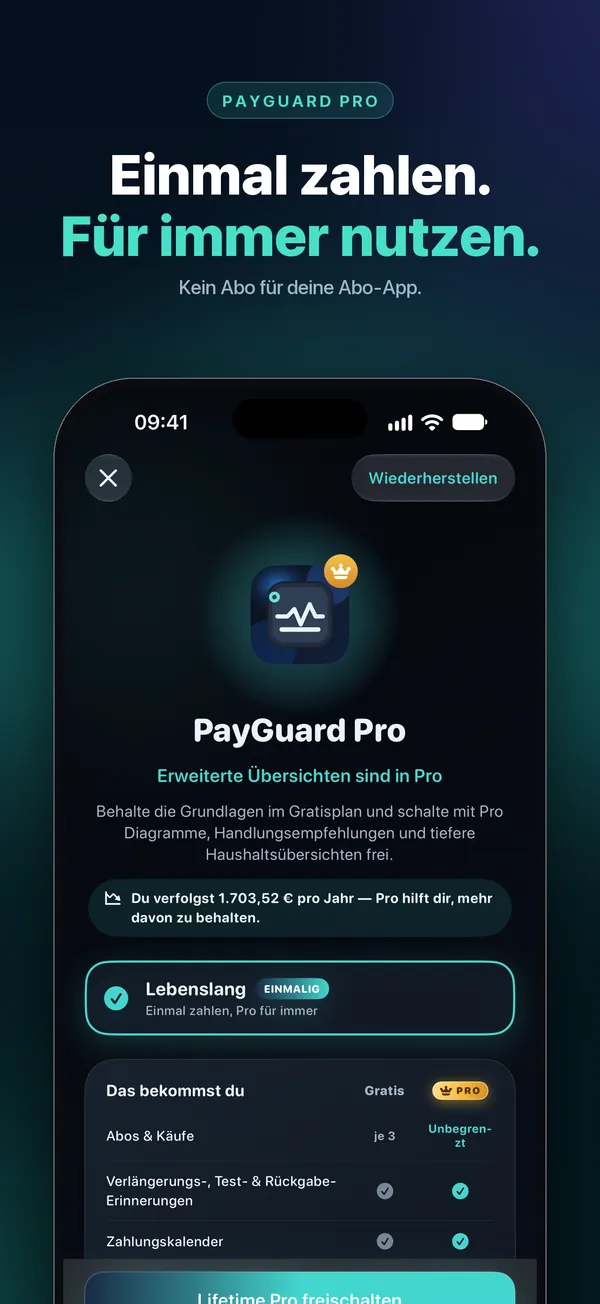 PAYGUARD PRO
Einmal zahlen.
Für immer nutzen.
Kein Abo für deine Abo-App.
09:41
Wiederherstellen
PayGuard Pro
Erweiterte Übersichten sind in Pro
Behalte die Grundlagen im Gratisplan und schalte mit Pro
Diagramme, Handlungsempfehlungen und tiefere
Haushaltsübersichten frei.
Du verfolgst 1.703,52 € pro Jahr — Pro hilft dir, mehr
davon zu behalten.
Lebenslang EINMALIG
Einmal zahlen, Pro für immer
Das bekommst du Gratis PRO
Abos & Käufe je 3 Unbegren-
zt
Verlängerungs-, Test- & Rückgabe-
Erinnerungen
Zahlungskalender
Lifetime Pro freischalten